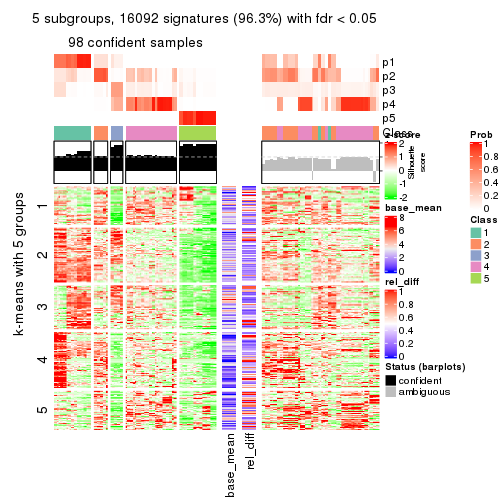 5 subgroups, 16092 signatures (96.3%) with fdr < 0.05
98 confident samples
p1
p2
p3
p4
p5
Class
k-means with 5 groups
1
2
3
4
5
base_mean
rel_diff
z-score
2
1
0
-1
-2
Silhouette
score
base_mean
8
6
4
2
0
rel_diff
1
0.8
0.6
0.4
0.2
0
Status (barplots)
confident
ambiguous
Prob
1
0.8
0.6
0.4
0.2
0
Class
1
2
3
4
5